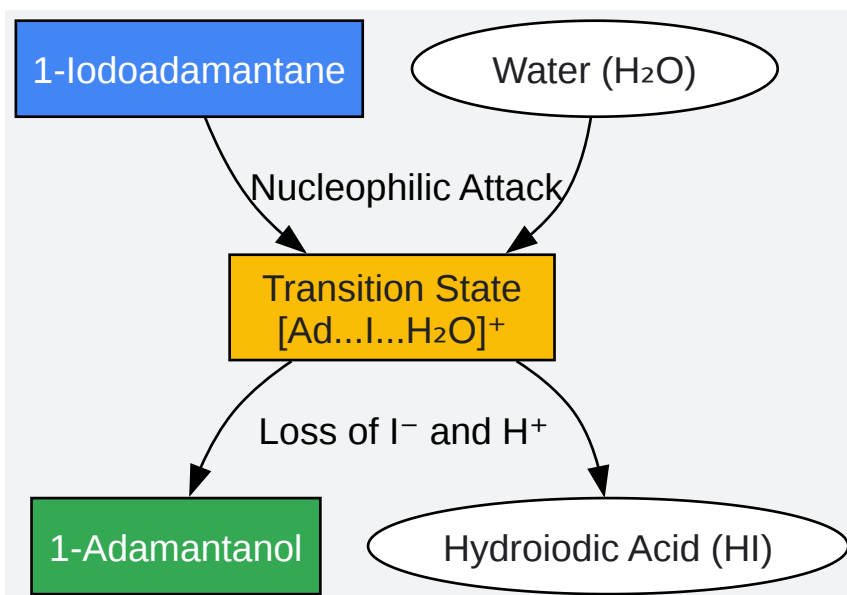 1-Iodoadamantane
Water (H₂O)
Nucleophilic Attack
Transition State
[Ad...I...H₂O]⁺
Loss of I⁻ and H⁺
1-Adamantanol
Hydroiodic Acid (HI)